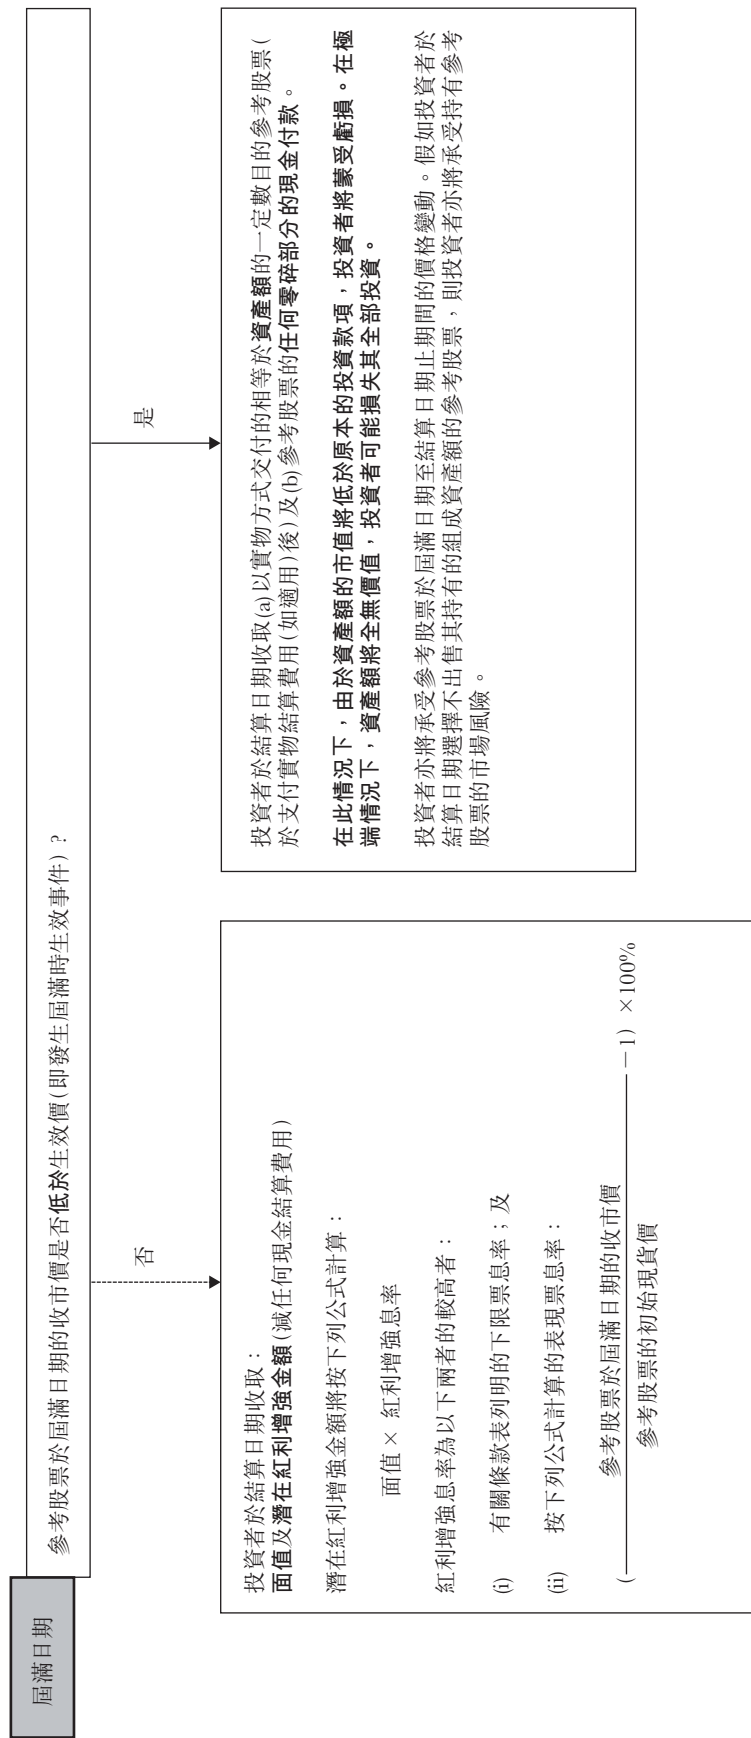 屆滿日期
參考股票於屆滿日期的收市價是否低於生效價(即發生屆滿時生效事件)?
否
是
投資者於結算日期收取：
面值及潛在紅利增強金額(減任何現金結算費用)
潛在紅利增強金額將按下列公式計算：
面值 × 紅利增強息率
紅利增強息率為以下兩者的較高者：
(i) 有關條款表列明的下限票息率；及
(ii) 按下列公式計算的表現票息率：
參考股票於屆滿日期的收市價
( —1) ×100%
參考股票的初始現貨價
投資者於結算日期收取(a)以實物方式交付的相等於資產額的一定數目的參考股票(
於支付實物結算費用(如適用)後)及(b)參考股票的任何零碎部分的現金付款。
在此情況下，由於資產額的市值將低於原本的投資款項，投資者將蒙受虧損。在極
端情況下，資產額將全無價值，投資者可能損失其全部投資。
投資者亦將承受參考股票於屆滿日期至結算日期止期間的價格變動。假如投資者於
結算日期選擇不出售其持有的組成資產額的參考股票，則投資者亦將承受持有參考
股票的市場風險。